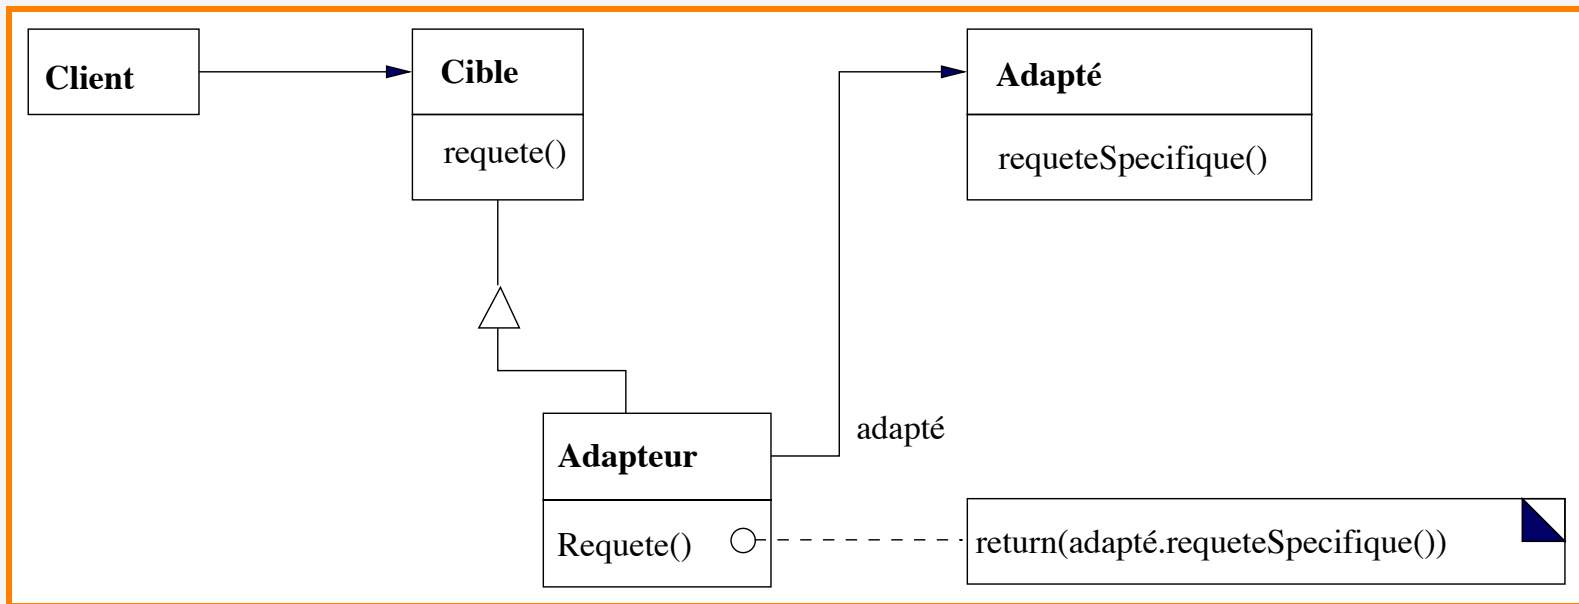 Client
Cible
requete()
Adapté
requeteSpecifique()
adapté
Adapteur
Requete()
return(adapté.requeteSpecifique())